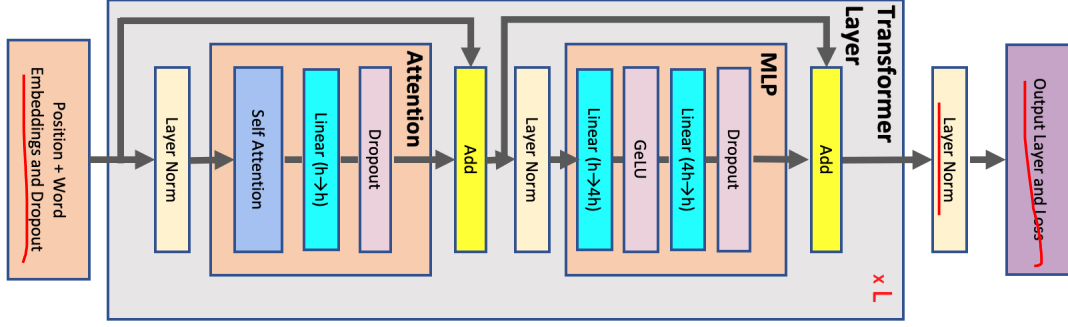 Position + Word
Embeddings and Dropout
Layer Norm
Attention
Self Attention
Linear (h→h)
Dropout
Add
Layer Norm
MLP
Linear (h→4h)
GeLU
Linear (4h→h)
Dropout
Add
Transformer
Layer
x L
Layer Norm
Output Layer and Loss